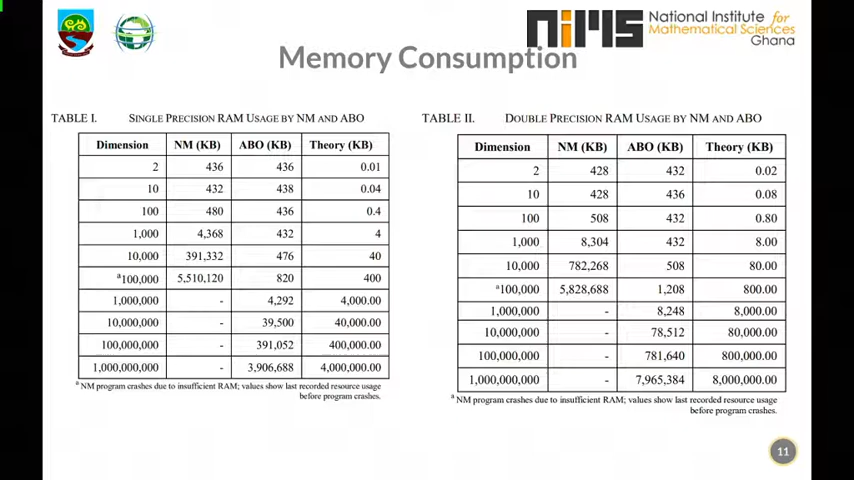 NiMS
National Institute for
Mathematical Sciences
Ghana
Memory Consumption
TABLE I. SINGLE PRECISION RAM USAGE BY NM AND ABO
Dimension NM (KB) ABO (KB) Theory (KB)
2 436 436 0.01
10 432 438 0.04
100 480 436 0.4
1,000 4,368 432 4
10,000 391,332 476 40
a100,000 5,510,120 820 400
1,000,000 - 4,292 4,000.00
10,000,000 - 39,500 40,000.00
100,000,000 - 391,052 400,000.00
1,000,000,000 - 3,906,688 4,000,000.00
a NM program crashes due to insufficient RAM; values show last recorded resource usage
before program crashes.
TABLE II. DOUBLE PRECISION RAM USAGE BY NM AND ABO
Dimension NM (KB) ABO (KB) Theory (KB)
2 428 432 0.02
10 428 436 0.08
100 508 432 0.80
1,000 8,304 432 8.00
10,000 782,268 508 80.00
a100,000 5,828,688 1,208 800.00
1,000,000 - 8,248 8,000.00
10,000,000 - 78,512 80,000.00
100,000,000 - 781,640 800,000.00
1,000,000,000 - 7,965,384 8,000,000.00
a NM program crashes due to insufficient RAM; values show last recorded resource usage
before program crashes.
11